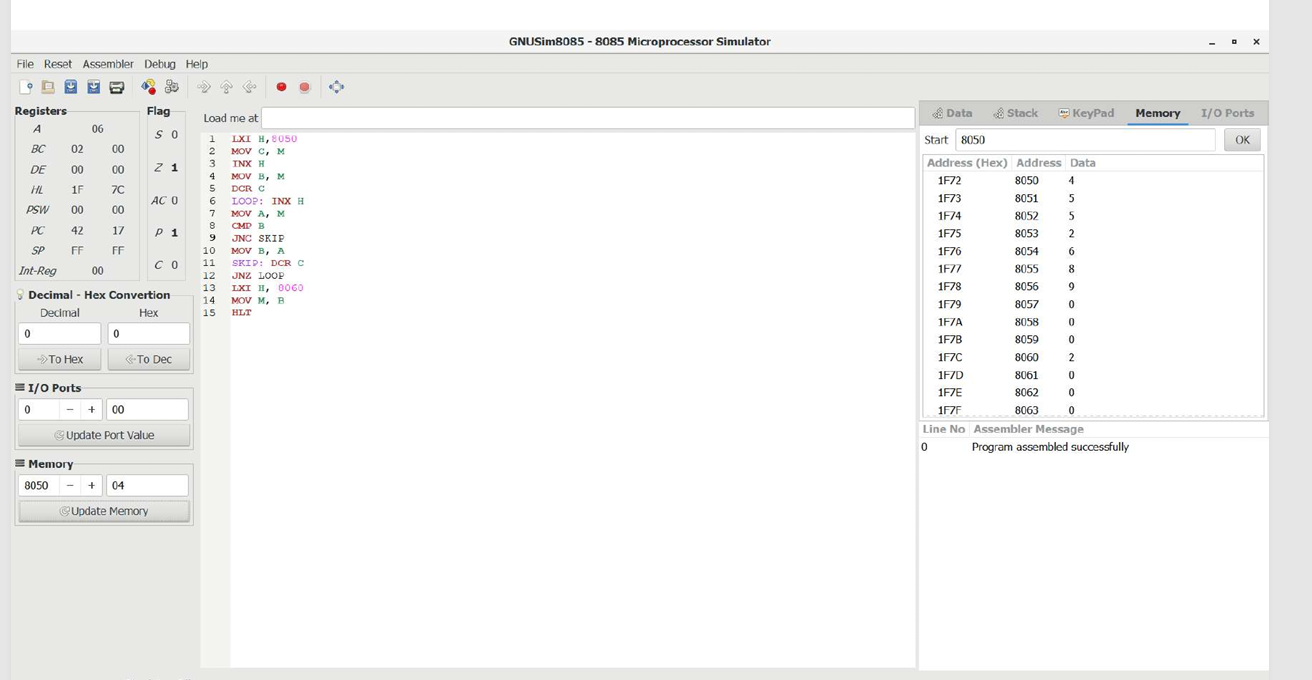 GNUSim8085 - 8085 Microprocessor Simulator
File Reset Assembler Debug Help
Registers
A 06
BC 02 00
DE 00 00
HL 1F 7C
PSW 00 00
PC 42 17
SP FF FF
Int-Reg 00
Flag
S 0
Z 1
AC 0
P 1
C 0
Decimal - Hex Convertion
Decimal Hex
0 0
To Hex To Dec
I/O Ports
0 - + 00
Update Port Value
Memory
8050 - + 04
Update Memory
Load me at
1 LXI H,8050
2 MOV C, M
3 INX H
4 MOV B, M
5 DCR C
6 LOOP: INX H
7 MOV A, M
8 CMP B
9 JNC SKIP
10 MOV B, A
11 SKIP: DCR C
12 JNZ LOOP
13 LXI H, 8060
14 MOV M, B
15 HLT
Data Stack KeyPad Memory I/O Ports
Start 8050 OK
Address (Hex) Address Data
1F72 8050 4
1F73 8051 5
1F74 8052 5
1F75 8053 2
1F76 8054 6
1F77 8055 8
1F78 8056 9
1F79 8057 0
1F7A 8058 0
1F7B 8059 0
1F7C 8060 2
1F7D 8061 0
1F7E 8062 0
1F7F 8063 0
Line No Assembler Message
0 Program assembled successfully